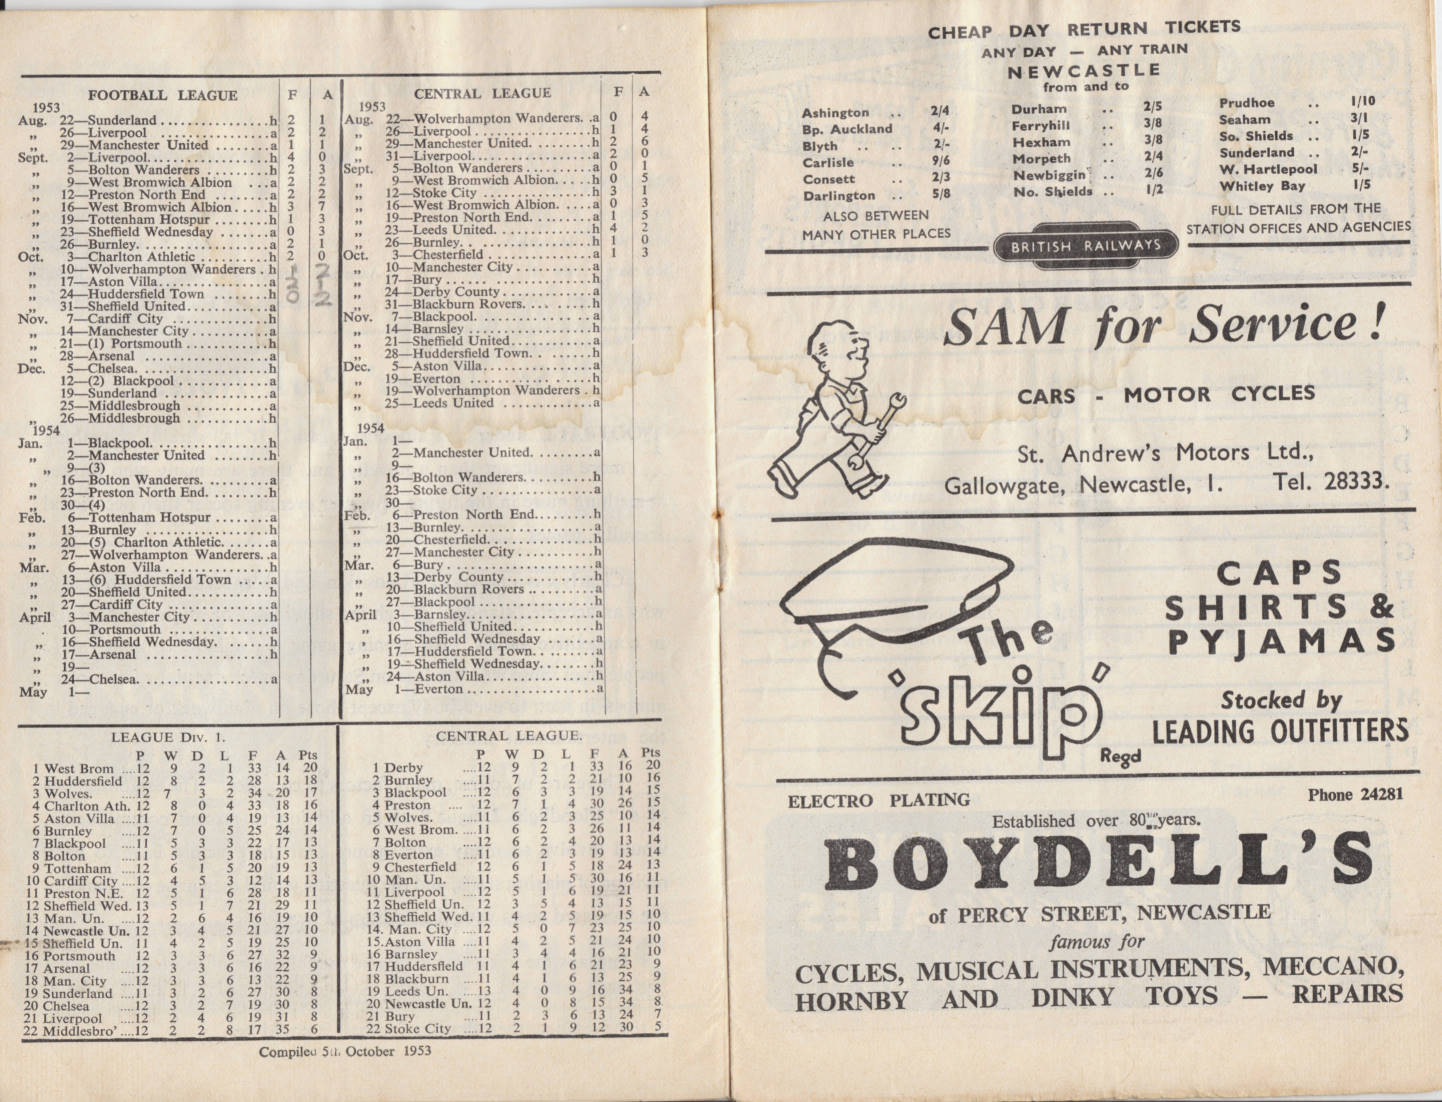 FOOTBALL LEAGUE F A
1953
Aug. 22—Sunderland h 2 1
„ 26—Liverpool a 2 2
„ 29—Manchester United a 1 1
Sept. 2—Liverpool h 4 0
„ 5—Bolton Wanderers h 2 3
„ 9—West Bromwich Albion a 2 2
„ 12—Preston North End a 2 2
„ 16—West Bromwich Albion h 3 7
„ 19—Tottenham Hotspur h 1 3
„ 23—Sheffield Wednesday a 0 3
„ 26—Burnley. a 2 1
Oct. 3—Charlton Athletic h 2 0
„ 10—Wolverhampton Wanderers . h 1 2
„ 17—Aston Villa a 2 1
„ 24—Huddersfield Town h 0 2
„ 31—Sheffield United a
Nov. 7—Cardiff City h
„ 14—Manchester City a
„ 21—(1) Portsmouth h
„ 28—Arsenal a
Dec. 5—Chelsea. h
12—(2) Blackpool a
19—Sunderland a
25—Middlesbrough a
„ 26—Middlesbrough h
1954
Jan. 1—Blackpool. h
„ 2—Manchester United h
„ 9—(3)
„ 16—Bolton Wanderers. a
„ 23—Preston North End. h
„ 30—(4)
Feb. 6—Tottenham Hotspur a
„ 13—Burnley h
„ 20—(5) Charlton Athletic. a
„ 27—Wolverhampton Wanderers. a
Mar. 6—Aston Villa h
„ 13—(6) Huddersfield Town a
„ 20—Sheffield United h
„ 27—Cardiff City a
April 3—Manchester City h
10—Portsmouth a
„ 16—Sheffield Wednesday. h
„ 17—Arsenal h
„ 19—
„ 24—Chelsea. a
May 1—
CENTRAL LEAGUE F A
1953
Aug. 22—Wolverhampton Wanderers. a 0 4
„ 26—Liverpool h 1 4
„ 29—Manchester United. h 2 6
„ 31—Liverpool a 2 0
Sept. 5—Bolton Wanderers a 0 1
„ 9—West Bromwich Albion. h 0 5
„ 12—Stoke City h 3 1
„ 16—West Bromwich Albion. a 0 3
„ 19—Preston North End. a 1 5
„ 23—Leeds United. h 4 2
„ 26—Burnley. h 1 0
Oct. 3—Chesterfield a 1 3
„ 10—Manchester City a
„ 17—Bury h
„ 24—Derby County a
„ 31—Blackburn Rovers. h
Nov. 7—Blackpool. a
„ 14—Barnsley h
„ 21—Sheffield United a
„ 28—Huddersfield Town. h
Dec. 5—Aston Villa a
„ 19—Everton h
„ 19—Wolverhampton Wanderers . h
„ 25—Leeds United a
1954
Jan. 1—
„ 2—Manchester United. a
„ 9—
„ 16—Bolton Wanderers. h
„ 23—Stoke City a
„ 30—
Feb. 6—Preston North End. h
„ 13—Burnley. a
„ 20—Chesterfield. h
„ 27—Manchester City h
Mar. 6—Bury a
„ 13—Derby County h
„ 20—Blackburn Rovers a
„ 27—Blackpool h
April 3—Barnsley. a
„ 10—Sheffield United. h
„ 16—Sheffield Wednesday a
„ 17—Huddersfield Town. a
„ 19—Sheffield Wednesday. h
„ 24—Aston Villa h
May 1—Everton a
LEAGUE DIV. 1.
P W D L F A Pts
1 West Brom 12 9 2 1 33 14 20
2 Huddersfield 12 8 2 2 28 13 18
3 Wolves. 12 7 3 2 34 20 17
4 Charlton Ath. 12 8 0 4 33 18 16
5 Aston Villa 11 7 0 4 19 13 14
6 Burnley 12 7 0 5 25 24 14
7 Blackpool 11 5 3 3 22 17 13
8 Bolton 11 5 3 3 18 15 13
9 Tottenham 12 6 1 5 20 19 13
10 Cardiff City 12 4 5 3 12 14 13
11 Preston N.E. 12 5 1 6 28 18 11
12 Sheffield Wed. 13 5 1 7 21 29 11
13 Man. Un. 12 2 6 4 16 19 10
14 Newcastle Un. 12 3 4 5 21 27 10
15 Sheffield Un. 11 4 2 5 19 25 10
16 Portsmouth 12 3 3 6 27 32 9
17 Arsenal 12 3 3 6 16 22 9
18 Man. City 12 3 3 6 13 22 9
19 Sunderland 11 3 2 6 27 30 8
20 Chelsea 12 3 2 7 19 30 8
21 Liverpool 12 2 4 6 19 31 8
22 Middlesbro' 12 2 2 8 17 35 6
CENTRAL LEAGUE.
P W D L F A Pts
1 Derby 12 9 2 1 33 16 20
2 Burnley 11 7 2 2 21 10 16
3 Blackpool 12 6 3 3 19 14 15
4 Preston 12 7 1 4 30 26 15
5 Wolves. 11 6 2 3 25 10 14
6 West Brom. 11 6 2 3 26 11 14
7 Bolton 12 6 2 4 20 13 14
8 Everton 11 6 2 3 19 13 14
9 Chesterfield 12 6 1 5 18 24 13
10 Man. Un. 11 5 1 5 30 16 11
11 Liverpool 12 5 1 6 19 21 11
12 Sheffield Un. 12 3 5 4 13 15 11
13 Sheffield Wed. 11 4 2 5 19 15 10
14. Man. City 12 5 0 7 23 25 10
15. Aston Villa 11 4 2 5 21 24 10
16 Barnsley 11 3 4 4 16 21 10
17 Huddersfield 11 4 1 6 21 23 9
18 Blackburn 11 4 1 6 13 25 9
19 Leeds Un. 13 4 0 9 16 34 8
20 Newcastle Un. 12 4 0 8 15 34 8
21 Bury 11 2 3 6 13 24 7
22 Stoke City 12 2 1 9 12 30 5
Compiled 5th October 1953
CHEAP DAY RETURN TICKETS
ANY DAY — ANY TRAIN
NEWCASTLE
from and to
Ashington .. 2/4
Bp. Auckland 4/-
Blyth .. .. 2/-
Carlisle .. 9/6
Consett .. 2/3
Darlington .. 5/8
Durham .. 2/5
Ferryhill .. 3/8
Hexham .. 3/8
Morpeth .. 2/4
Newbiggin .. 2/6
No. Shields .. 1/2
Prudhoe .. 1/10
Seaham .. 3/1
So. Shields .. 1/5
Sunderland .. 2/-
W. Hartlepool 5/-
Whitley Bay 1/5
ALSO BETWEEN
MANY OTHER PLACES
FULL DETAILS FROM THE
STATION OFFICES AND AGENCIES
BRITISH RAILWAYS
SAM for Service!
CARS - MOTOR CYCLES
St. Andrew's Motors Ltd.,
Gallowgate, Newcastle, 1. Tel. 28333.
The
'skip'
Regd
CAPS
SHIRTS &
PYJAMAS
Stocked by
LEADING OUTFITTERS
ELECTRO PLATING Phone 24281
Established over 80 years.
BOYDELL'S
of PERCY STREET, NEWCASTLE
famous for
CYCLES, MUSICAL INSTRUMENTS, MECCANO,
HORNBY AND DINKY TOYS — REPAIRS